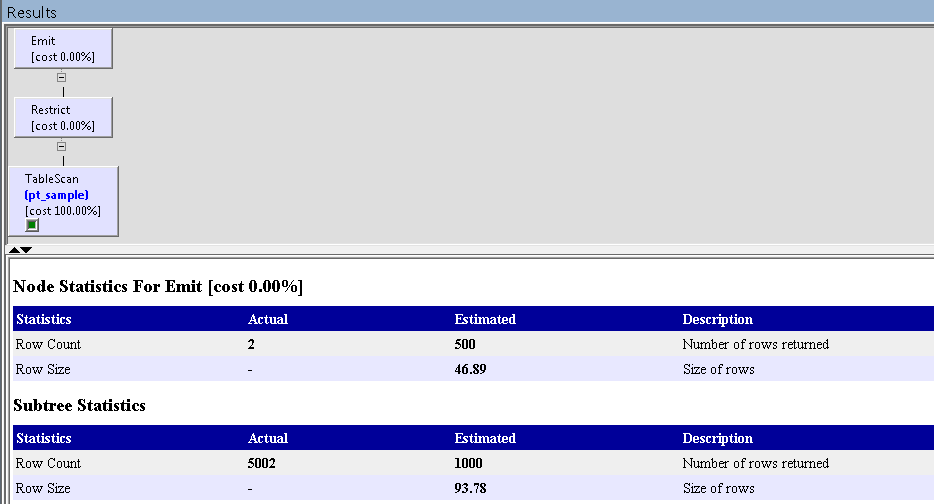 Results
Emit
[cost 0.00%]
Restrict
[cost 0.00%]
TableScan
(pt_sample)
[cost 100.00%]
Node Statistics For Emit [cost 0.00%]
Statistics Actual Estimated Description
Row Count 2 500 Number of rows returned
Row Size - 46.89 Size of rows
Subtree Statistics
Statistics Actual Estimated Description
Row Count 5002 1000 Number of rows returned
Row Size - 93.78 Size of rows